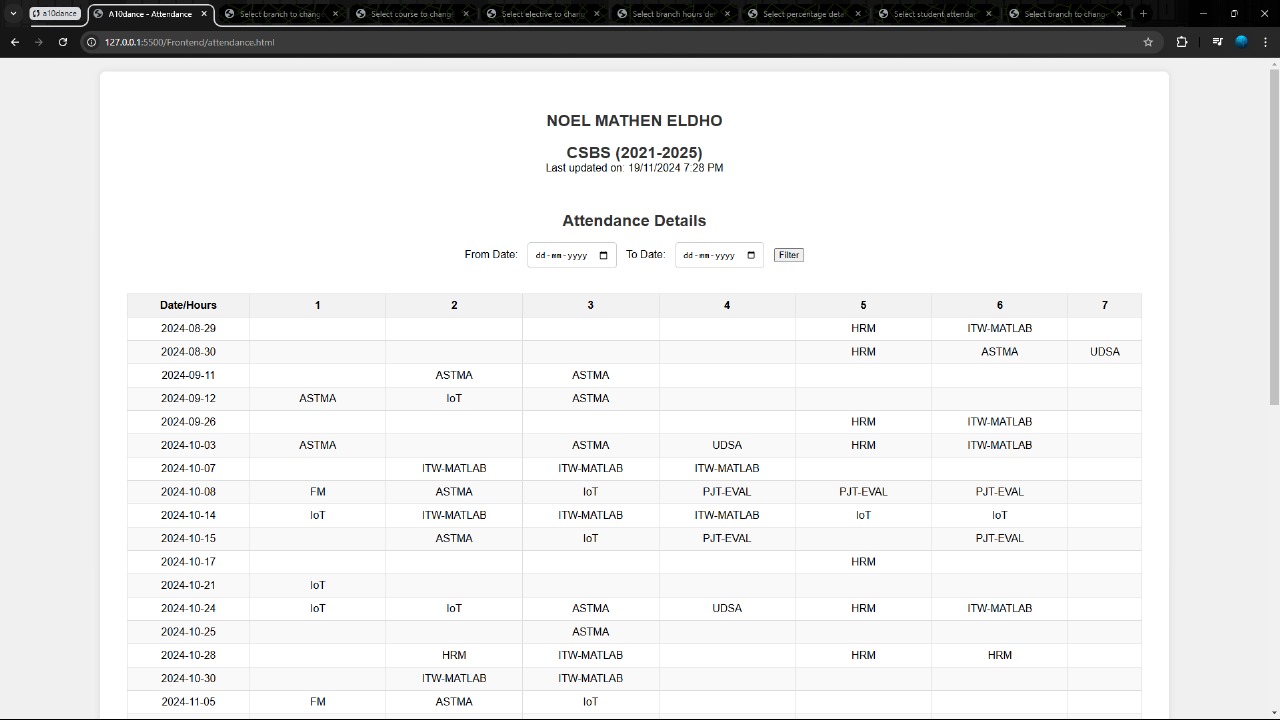 a10dance
A10dance - Attendance
Select branch to chang
Select course to chang
Select elective to chan
Select branch hours de
Select percentage deta
Select student attendar
Select branch to chang
127.0.0.1:5500/Frontend/attendance.html
NOEL MATHEN ELDHO
CSBS (2021-2025)
Last updated on: 19/11/2024 7:28 PM
Attendance Details
From Date: dd-mm-yyyy To Date: dd-mm-yyyy Filter
Date/Hours 1 2 3 4 5 6 7
2024-08-29 HRM ITW-MATLAB
2024-08-30 HRM ASTMA UDSA
2024-09-11 ASTMA ASTMA
2024-09-12 ASTMA IoT ASTMA
2024-09-26 HRM ITW-MATLAB
2024-10-03 ASTMA ASTMA UDSA HRM ITW-MATLAB
2024-10-07 ITW-MATLAB ITW-MATLAB ITW-MATLAB
2024-10-08 FM ASTMA IoT PJT-EVAL PJT-EVAL PJT-EVAL
2024-10-14 IoT ITW-MATLAB ITW-MATLAB ITW-MATLAB IoT IoT
2024-10-15 ASTMA IoT PJT-EVAL PJT-EVAL
2024-10-17 HRM
2024-10-21 IoT
2024-10-24 IoT IoT ASTMA UDSA HRM ITW-MATLAB
2024-10-25 ASTMA
2024-10-28 HRM ITW-MATLAB HRM HRM
2024-10-30 ITW-MATLAB ITW-MATLAB
2024-11-05 FM ASTMA IoT